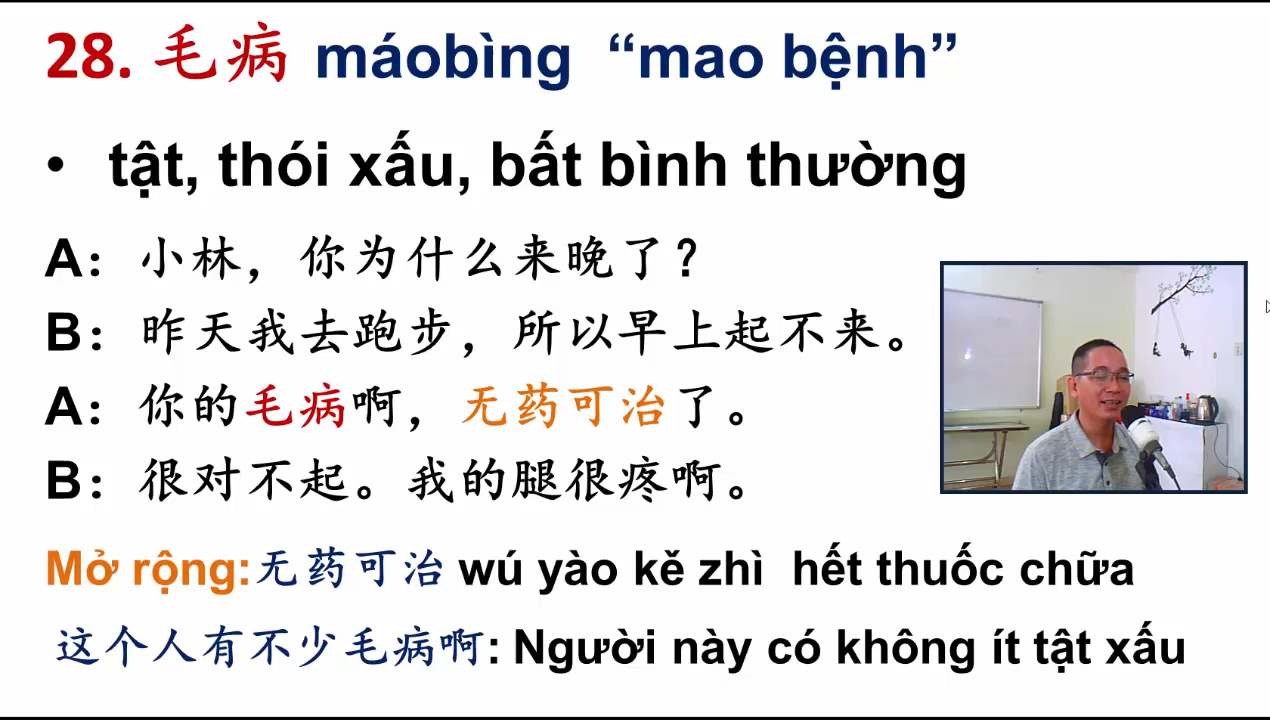 28. 毛病 máobìng “mao bệnh”
• tật, thói xấu, bất bình thường
A：小林，你为什么来晚了？
B：昨天我去跑步，所以早上起不来。
A：你的毛病啊，无药可治了。
B：很对不起。我的腿很疼啊。
Mở rộng:无药可治 wú yào kě zhì hết thuốc chữa
这个人有不少毛病啊: Người này có không ít tật xấu